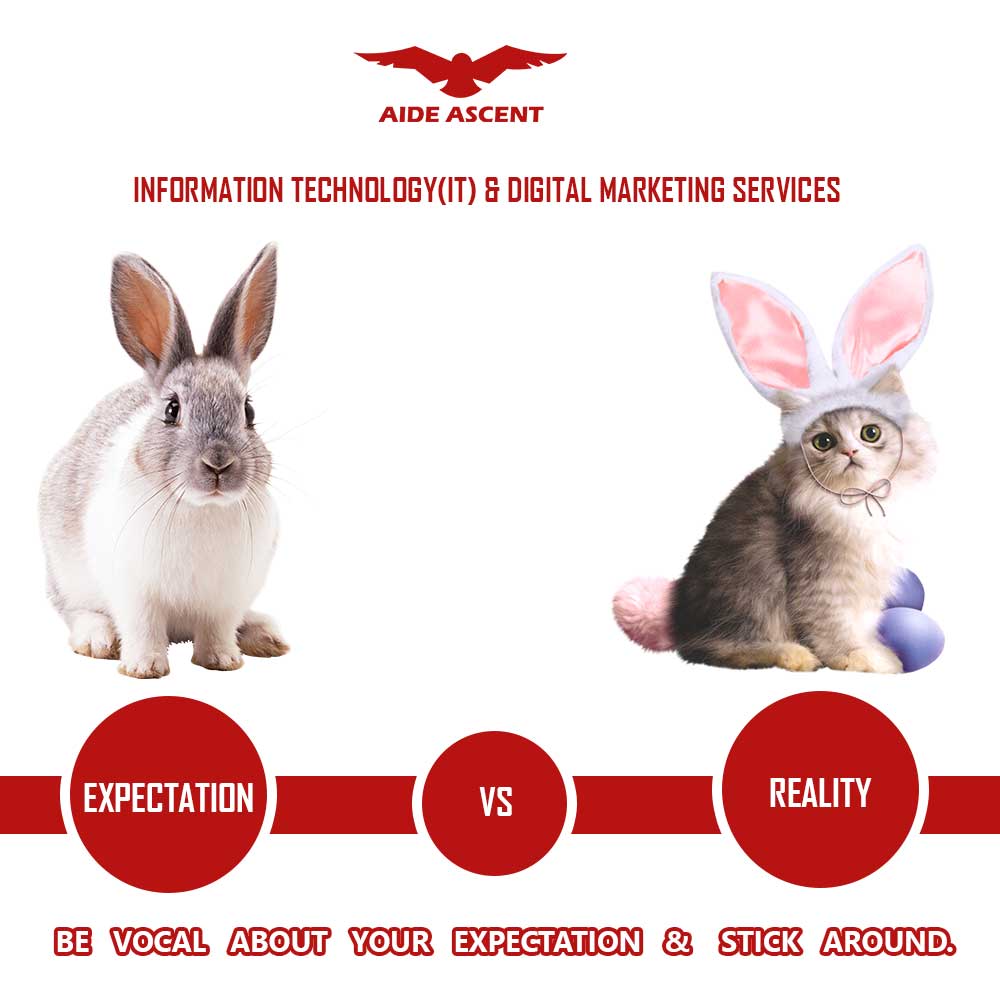 AIDE ASCENT
INFORMATION TECHNOLOGY(IT) & DIGITAL MARKETING SERVICES
EXPECTATION
VS
REALITY
BE VOCAL ABOUT YOUR EXPECTATION & STICK AROUND.